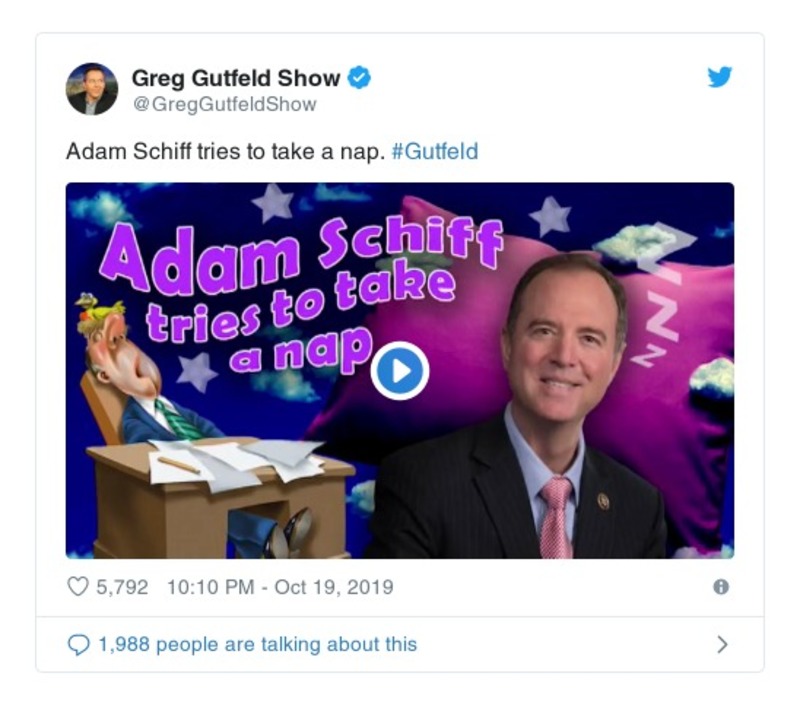 Greg Gutfeld Show
@GregGutfeldShow
Adam Schiff tries to take a nap. #Gutfeld
Adam Schiff
tries to take
a nap
Z
Z
Z
5,792 10:10 PM - Oct 19, 2019
1,988 people are talking about this